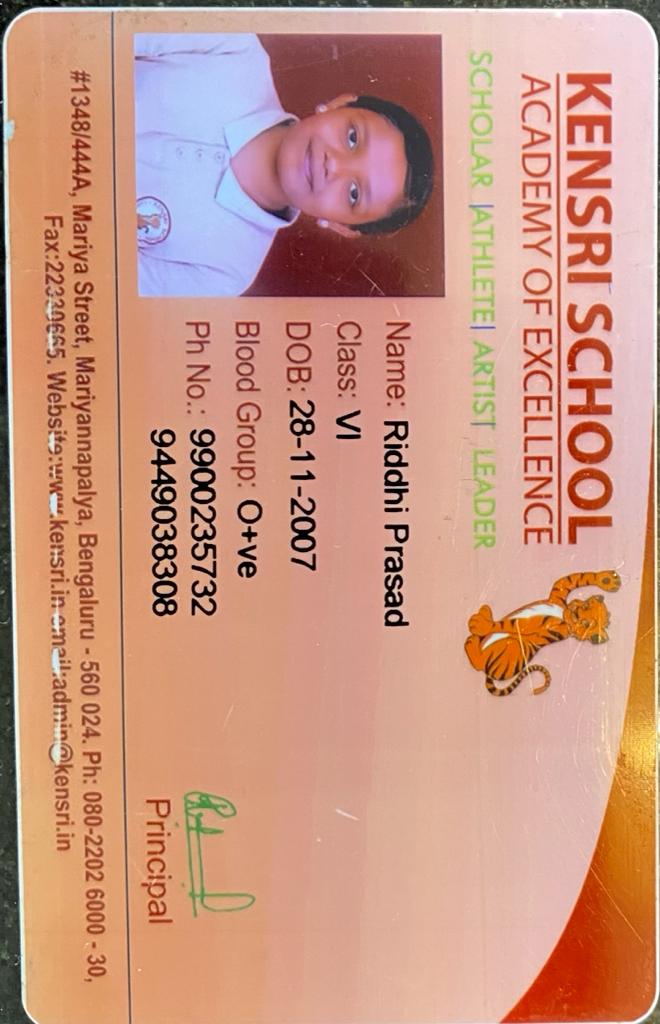 KENSRI SCHOOL
ACADEMY OF EXCELLENCE
SCHOLAR |ATHLETE| ARTIST LEADER
Name: Riddhi Prasad
Class: VI
DOB: 28-11-2007
Blood Group: O+ve
Ph No.: 9900235732
9449038308
Principal
#1348/444A, Mariya Street, Mariyannapalya, Bengaluru - 560 024. Ph: 080-2202 6000 - 30,
Fax:22330665. Website:www.kensri.in email:admin@kensri.in